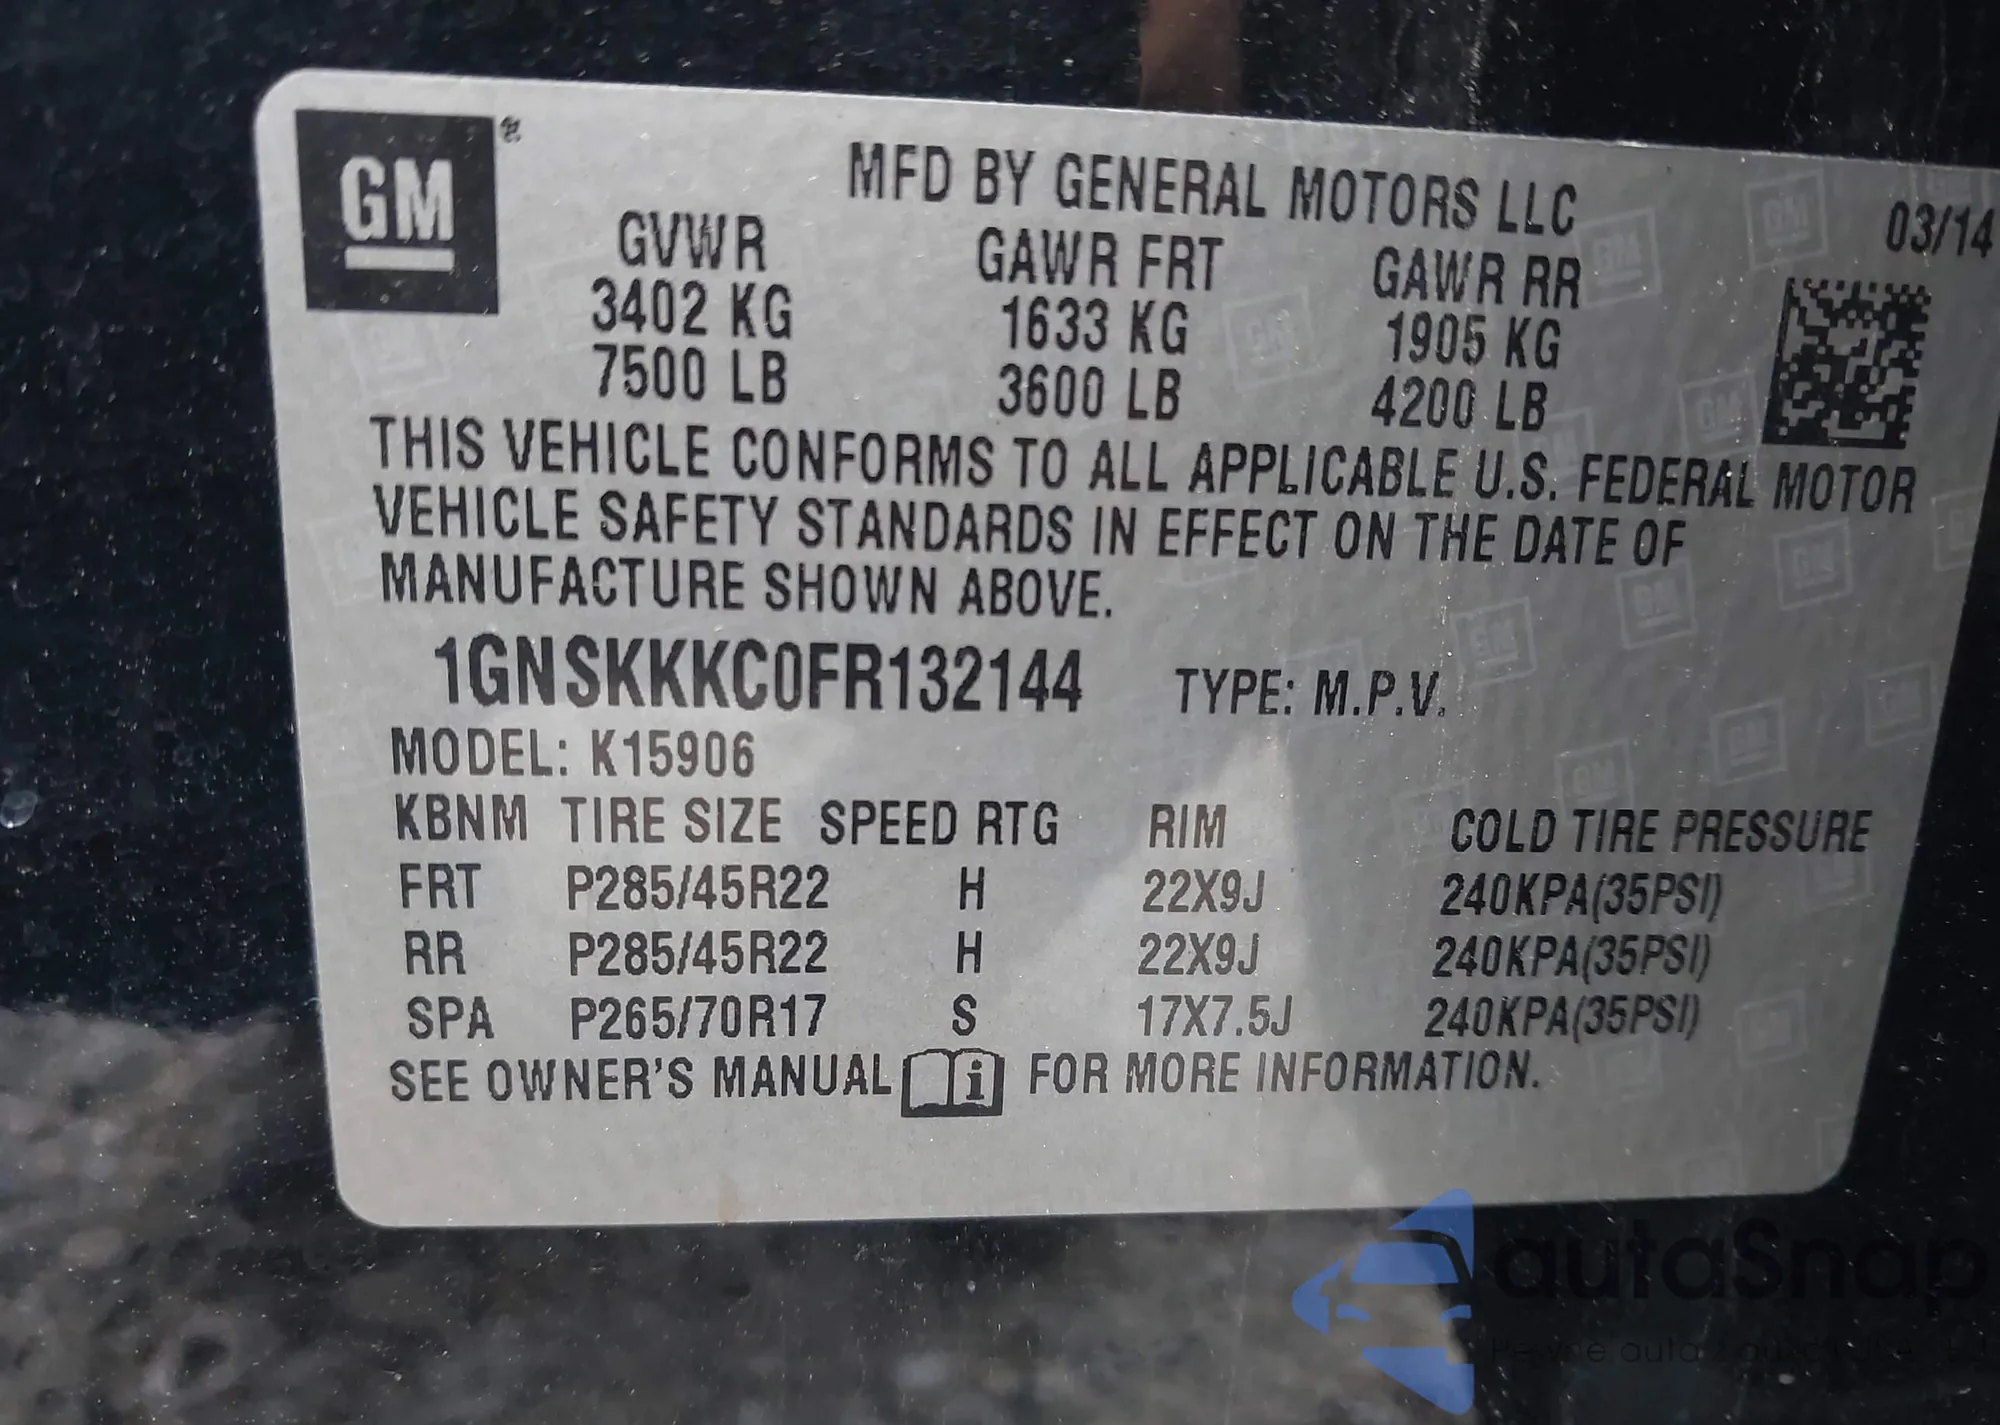 GM
MFD BY GENERAL MOTORS LLC
03/14
GVWR GAWR FRT GAWR RR
3402 KG 1633 KG 1905 KG
7500 LB 3600 LB 4200 LB
THIS VEHICLE CONFORMS TO ALL APPLICABLE U.S. FEDERAL MOTOR
VEHICLE SAFETY STANDARDS IN EFFECT ON THE DATE OF
MANUFACTURE SHOWN ABOVE.
1GNSKKKC0FR132144 TYPE: M.P.V.
MODEL: K15906
KBNM TIRE SIZE SPEED RTG RIM COLD TIRE PRESSURE
FRT P285/45R22 H 22X9J 240KPA(35PSI)
RR P285/45R22 H 22X9J 240KPA(35PSI)
SPA P265/70R17 S 17X7.5J 240KPA(35PSI)
SEE OWNER'S MANUAL i FOR MORE INFORMATION.
autoSnap